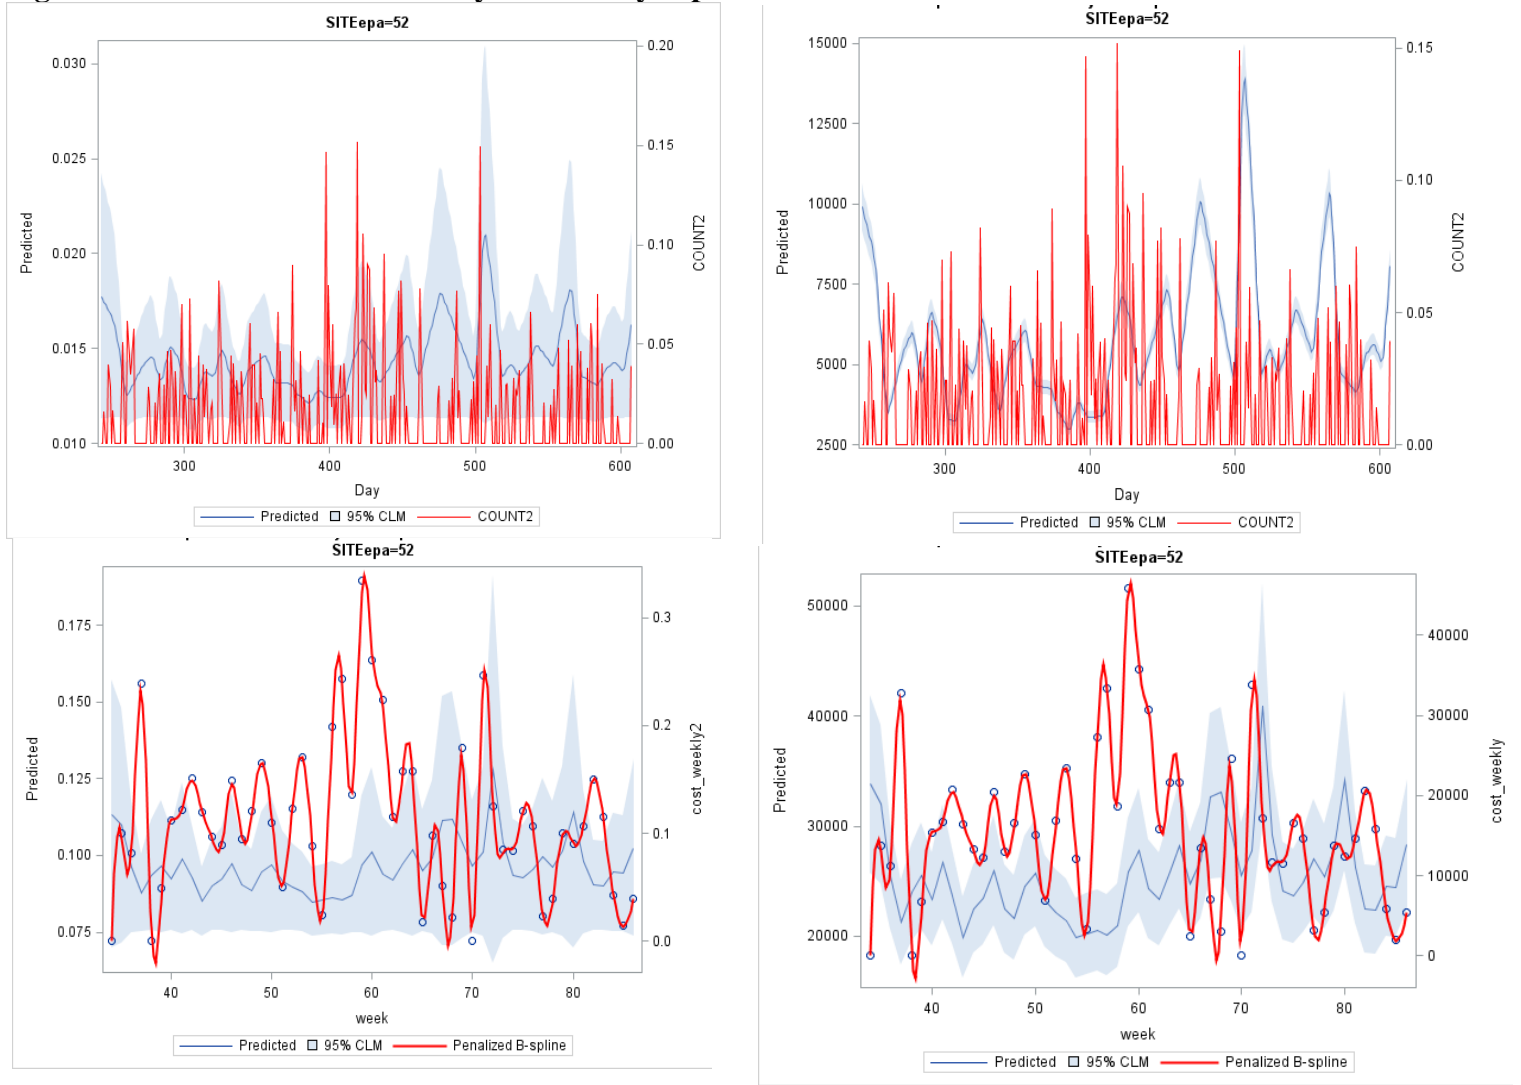 SITEepa=52
0.030
0.025
0.020
0.015
0.010
Predicted
0.20
0.15
0.10
0.05
0.00
COUNT2
300 400 500 600
Day
Predicted 95% CLM COUNT2
SITEepa=52
15000
12500
10000
7500
5000
2500
Predicted
0.15
0.10
0.05
0.00
COUNT2
300 400 500 600
Day
Predicted 95% CLM COUNT2
SITEepa=52
0.175
0.150
0.125
0.100
0.075
Predicted
0.3
0.2
0.1
0.0
cost_weekly2
40 50 60 70 80
week
Predicted 95% CLM Penalized B-spline
SITEepa=52
50000
40000
30000
20000
Predicted
40000
30000
20000
10000
0
cost_weekly
40 50 60 70 80
week
Predicted 95% CLM Penalized B-spline